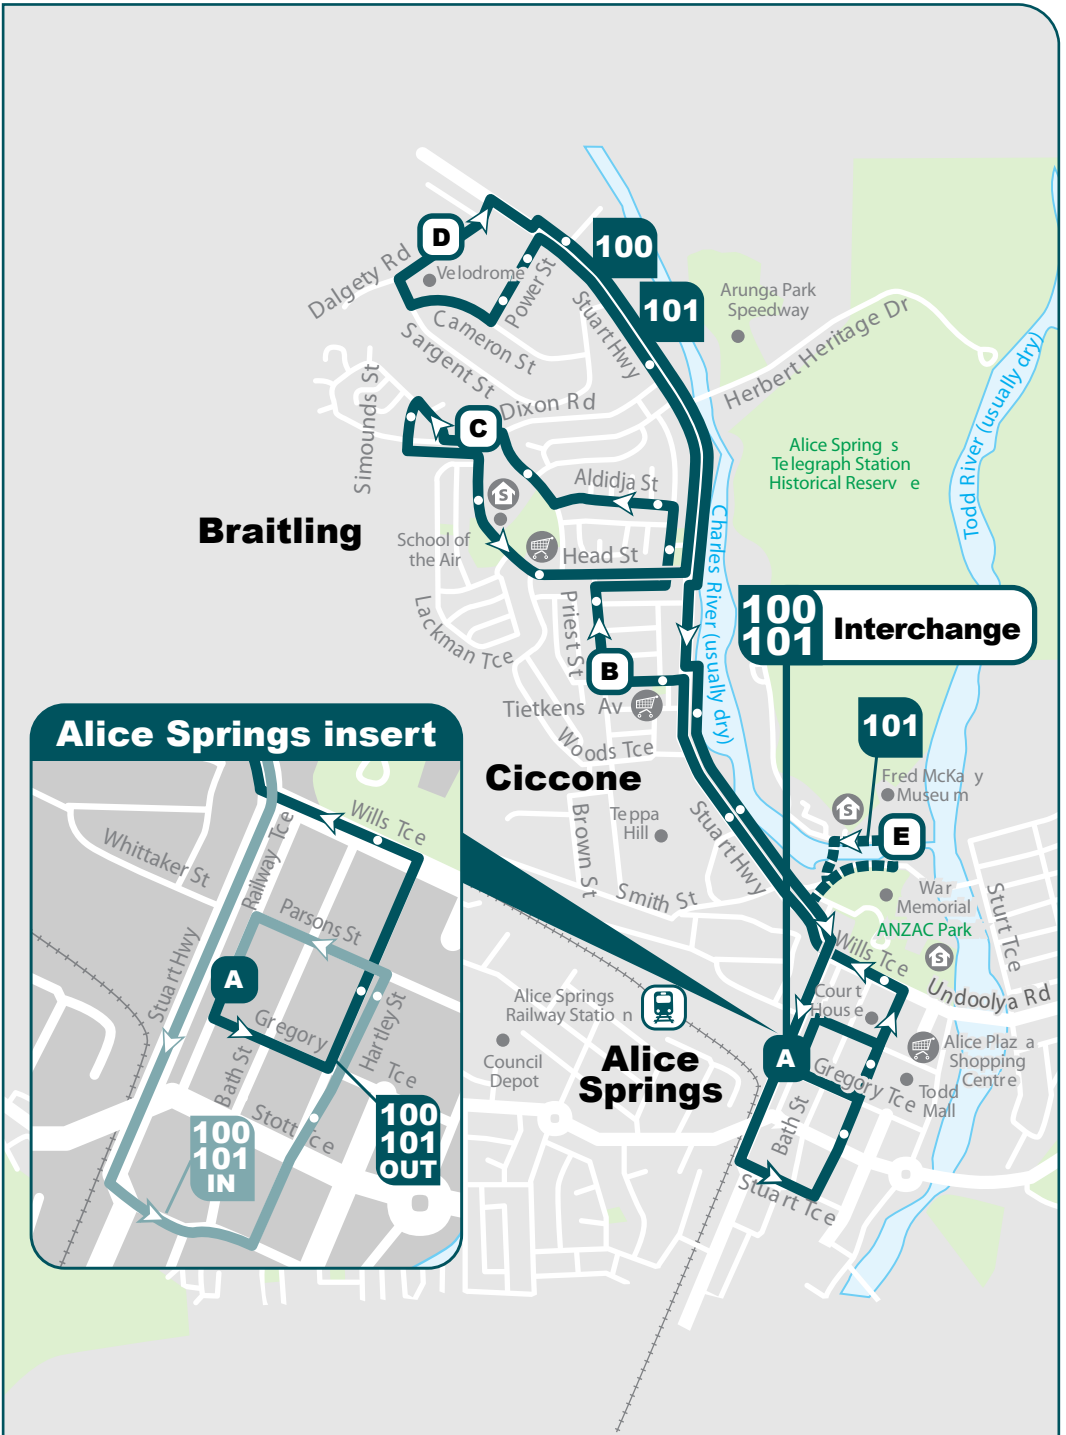 D
100
Dalgety Rd
Velodrome
Power St
101
Arunga Park
Speedway
Stuart Hwy
Cameron St
Sargent St
Herbert Heritage Dr
Simounds St
Dixon Rd
C
Alice Spring s
Telegraph Station
Historical Reserv e
Todd River (usually dry)
Aldidja St
S
Braitling
School of
the Air
Head St
Charles River (usually dry)
Lackman Tce
Priest St
100
101
Interchange
B
Tietkens Av
Woods Tce
Ciccone
101
Fred McKa y
Museu m
S
E
Teppa
Hill
Brown St
Stuart Hwy
Smith St
War
Memorial
ANZAC Park
Sturt Tce
S
Wills Tce
Undoolya Rd
Alice Springs
Railway Statio n
Cour t
Hous e
Alice Plaz a
Shopping
Centre
Council
Depot
Alice
Springs
A
Gregory Tce
Todd
Mall
Bath St
Stuart Tce
Alice Springs insert
Wills Tce
Whittaker St
Railway Tce
Parsons St
Stuart Hwy
A
Gregory Tce
Hartley St
Bath St
Stott Tce
100
101
IN
100
101
OUT